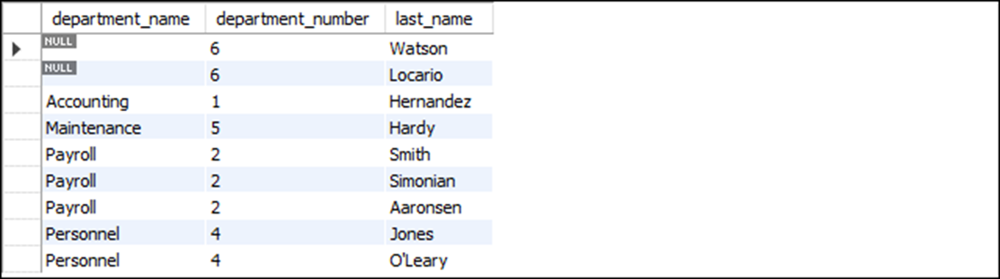 department_name department_number last_name
NULL 6 Watson
NULL 6 Locario
Accounting 1 Hernandez
Maintenance 5 Hardy
Payroll 2 Smith
Payroll 2 Simonian
Payroll 2 Aaronsen
Personnel 4 Jones
Personnel 4 O'Leary